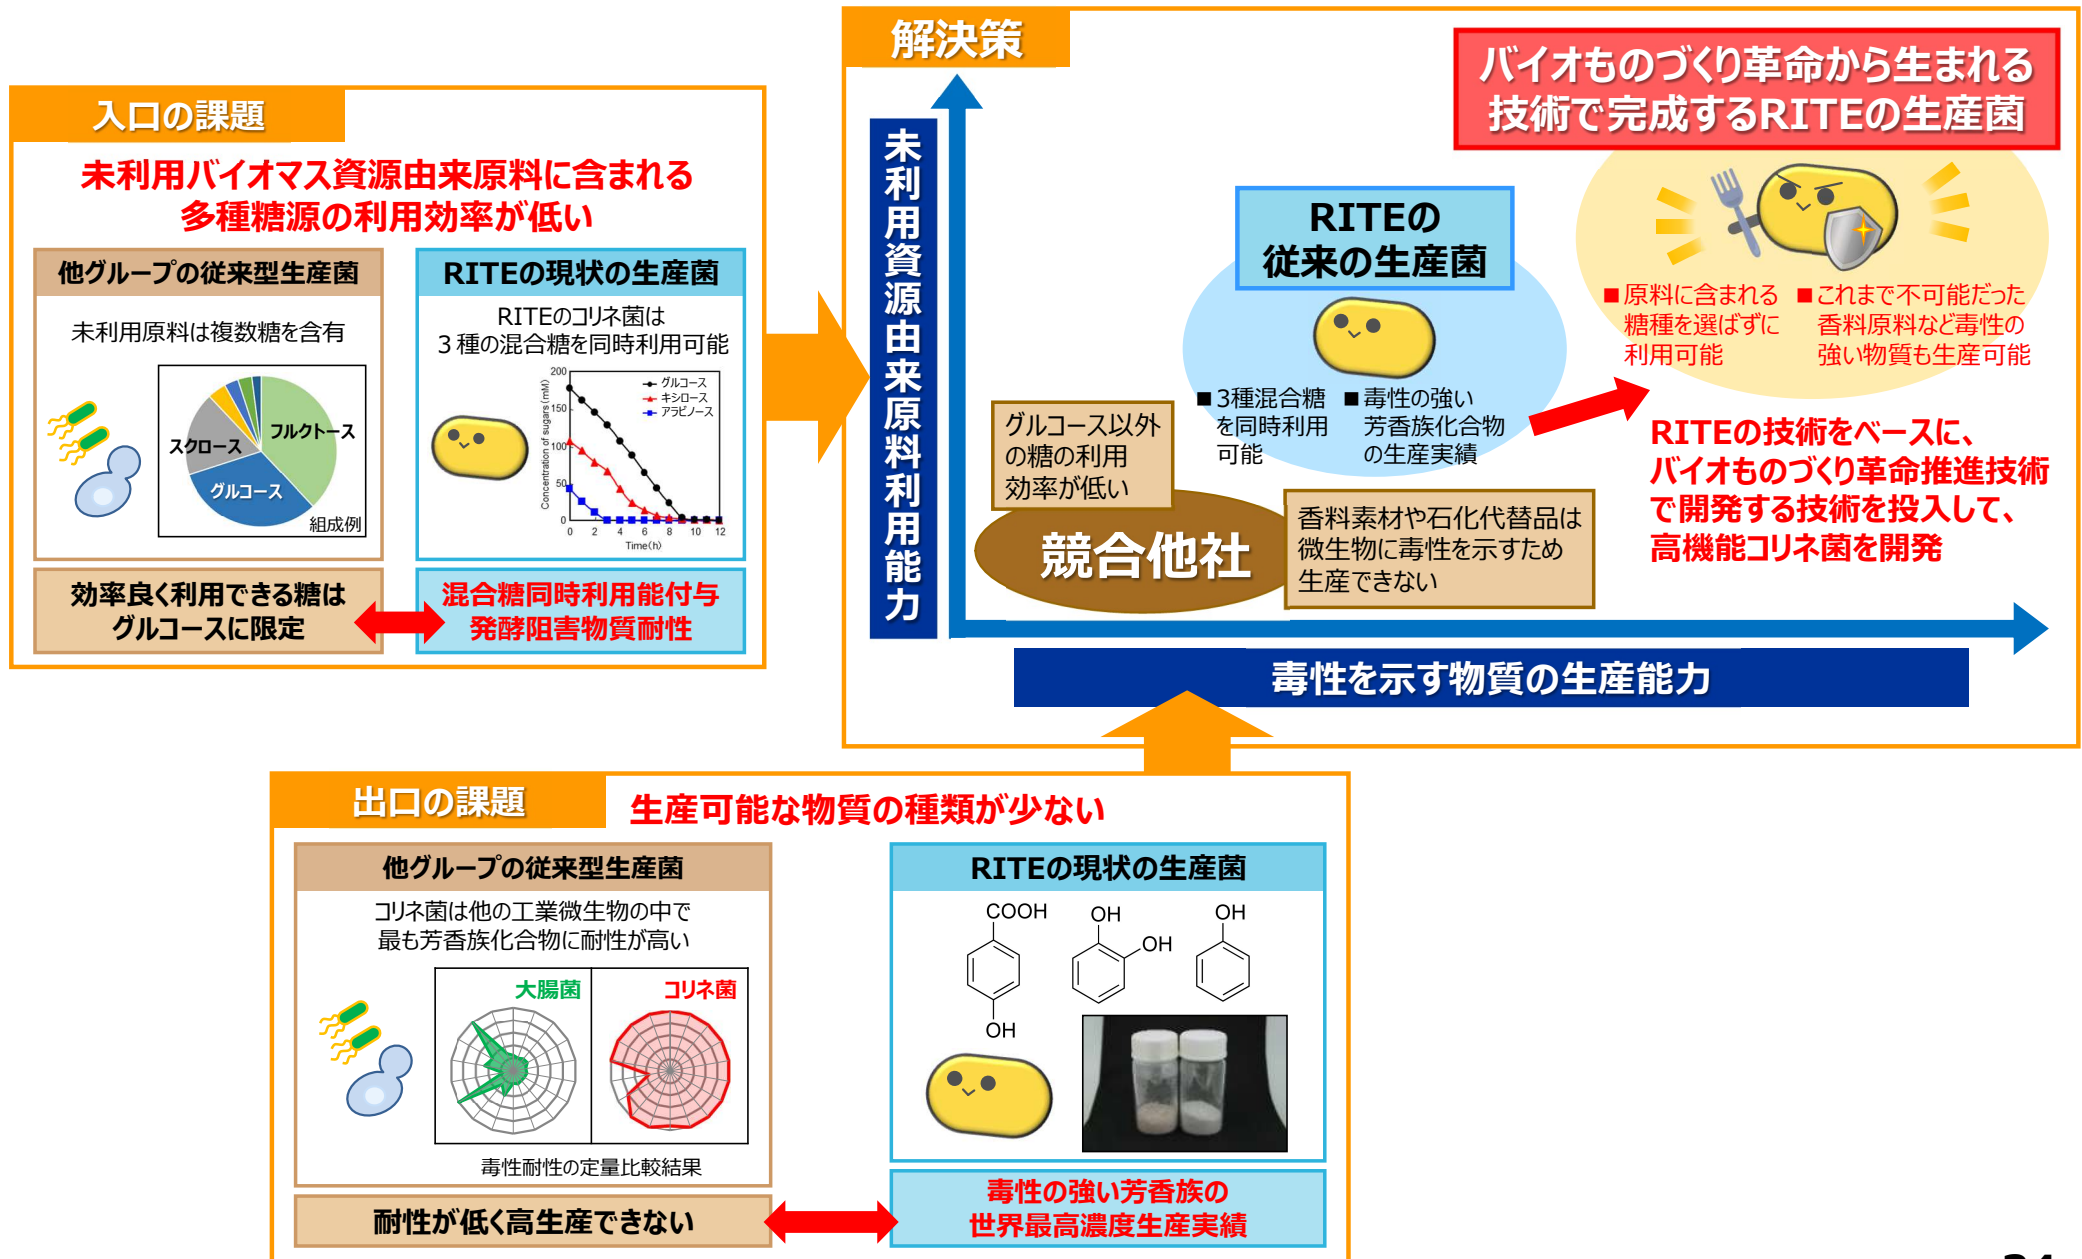 入口の課題
未利用バイオマス資源由来原料に含まれる
多種糖源の利用効率が低い
他グループの従来型生産菌
未利用原料は複数糖を含有
スクロース
フルクトース
グルコース
組成例
効率良く利用できる糖は
グルコースに限定
RITEの現状の生産菌
RITEのコリネ菌は
3種の混合糖を同時利用可能
Concentration of sugars (mM)
200
150
100
50
0
グルコース
キシロース
アラビノース
0 2 4 6 8 10 12
Time(h)
混合糖同時利用能付与
発酵阻害物質耐性
解決策
未利用資源由来原料利用能力
バイオものづくり革命から生まれる
技術で完成するRITEの生産菌
■原料に含まれる
糖種を選ばずに
利用可能
■これまで不可能だった
香料原料など毒性の
強い物質も生産可能
RITEの
従来の生産菌
■3種混合糖
を同時利用
可能
■毒性の強い
芳香族化合物
の生産実績
RITEの技術をベースに、
バイオものづくり革命推進技術
で開発する技術を投入して、
高機能コリネ菌を開発
グルコース以外
の糖の利用
効率が低い
競合他社
香料素材や石化代替品は
微生物に毒性を示すため
生産できない
毒性を示す物質の生産能力
出口の課題
生産可能な物質の種類が少ない
他グループの従来型生産菌
コリネ菌は他の工業微生物の中で
最も芳香族化合物に耐性が高い
大腸菌
コリネ菌
毒性耐性の定量比較結果
耐性が低く高生産できない
RITEの現状の生産菌
COOH
OH
OH
OH
OH
毒性の強い芳香族の
世界最高濃度生産実績